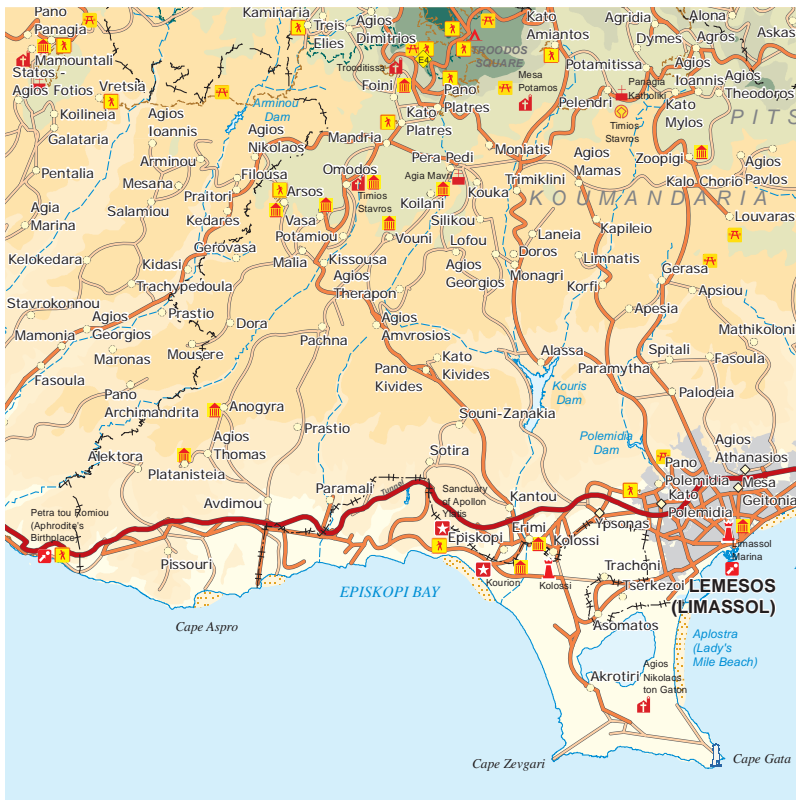 Kaminaria
Kato
Amiantos
Agridia
Alona
Agros
Askas
Pano
Panagia
Treis
Elies
Agios
Dimitrios
Dymes
Mamountali
Statos -
Agios Fotios
TROODOS
SQUARE
E4
Trooditissa
Foini
Mesa
Potamos
Potamitissa
Agios
Ioannis
Agios
Theodoros
Panagia
Katholiki
Vretsia
Koilineia
Arminou
Dam
Pano
Platres
Pelendri
Kato
Mylos
PITS
Galataria
Agios
Ioannis
Agios
Nikolaos
Kato
Platres
Mandria
Timios
Stavros
Moniatis
Zoopigi
Agios
Pavlos
Pentalia
Arminou
Mesana
Filousa
Omodos
Pera Pedi
Agia Mavri
Agios
Mamas
Trimiklini
Kalo Chorio
KOUMANDARIA
Praitori
Arsos
Timios
Stavros
Koilani
Kouka
Agia
Marina
Salamiou
Kedares
Vasa
Potamiou
Silikou
Louvaras
Kapileio
Vouni
Lofou
Laneia
Doros
Gerovasa
Kelokedara
Kidasi
Malia
Kissousa
Agios
Georgios
Limnatis
Gerasa
Monagri
Trachypedoula
Agios
Therapon
Korfi
Apsiou
Stavrokonnou
Prastio
Dora
Apesia
Agios
Georgios
Agios
Amvrosios
Mathikoloni
Mamonia
Pachna
Maronas
Mousere
Kato
Kivides
Alassa
Spitali
Fasoula
Fasoula
Pano
Kivides
Paramytha
Pano
Archimandrita
Kouris
Dam
Palodeia
Anogyra
Souni-Zanakia
Prastio
Agios
Thomas
Polemidia
Dam
Agios
Athanasios
Alektora
Sotira
Platanisteia
Pano
Polemidia
Mesa
Geitonia
Paramali
Tunnel
Sanctuary
of Apollon
Ylatis
Kato
Polemidia
Avdimou
Kantou
Petra tou Romiou
(Aphrodite's
Birthplace)
Erimi
Ypsonas
Episkopi
Kolossi
Limassol
Marina
Pissouri
Trachoni
Kourion
Kolossi
Tserkezoi
LEMESOS
(LIMASSOL)
EPISKOPI BAY
Cape Aspro
Asomatos
Aplostra
(Lady's
Mile Beach)
Akrotiri
Agios
Nikolaos
ton Gaton
Cape Zevgari
Cape Gata